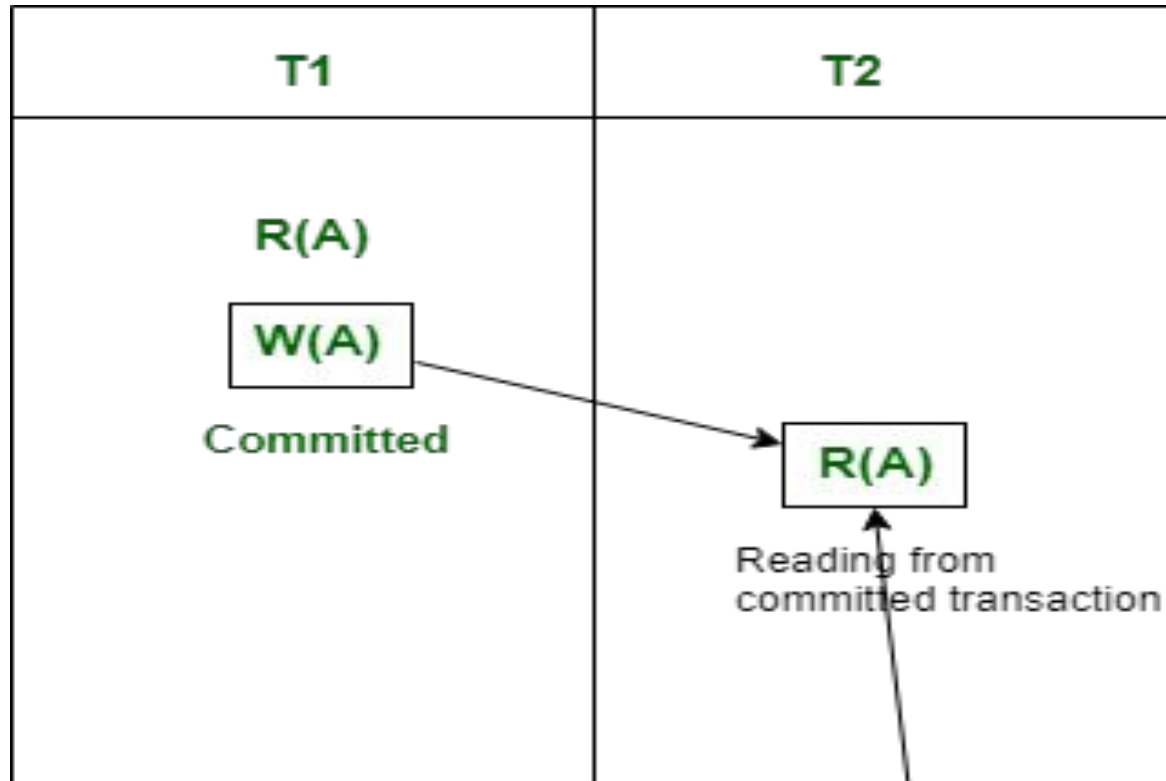 T1
T2
R(A)
W(A)
Committed
R(A)
Reading from
committed transaction